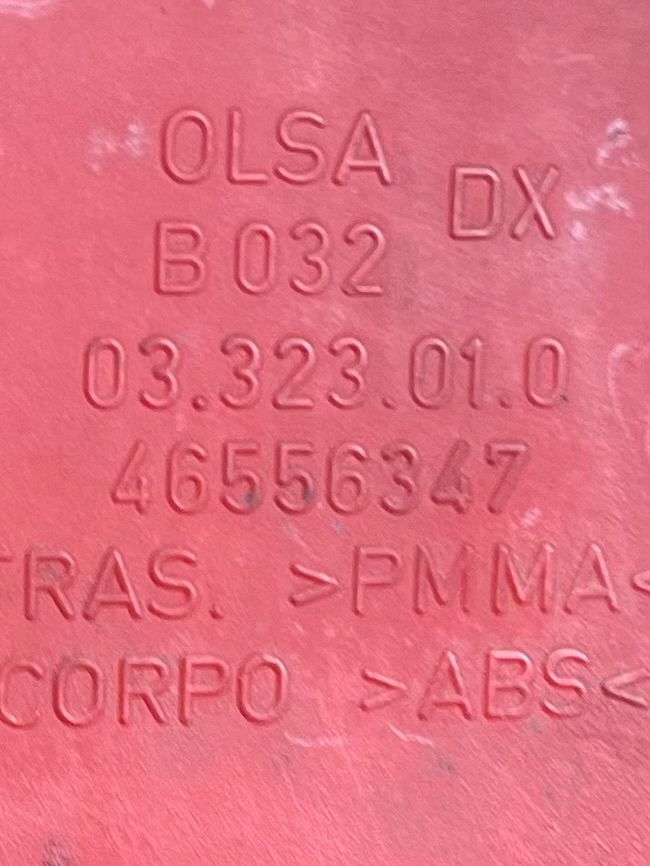 OLSA
DX
B 032
03.323.01.0
46556347
TRAS. >PMMA<
CORPO >ABS<